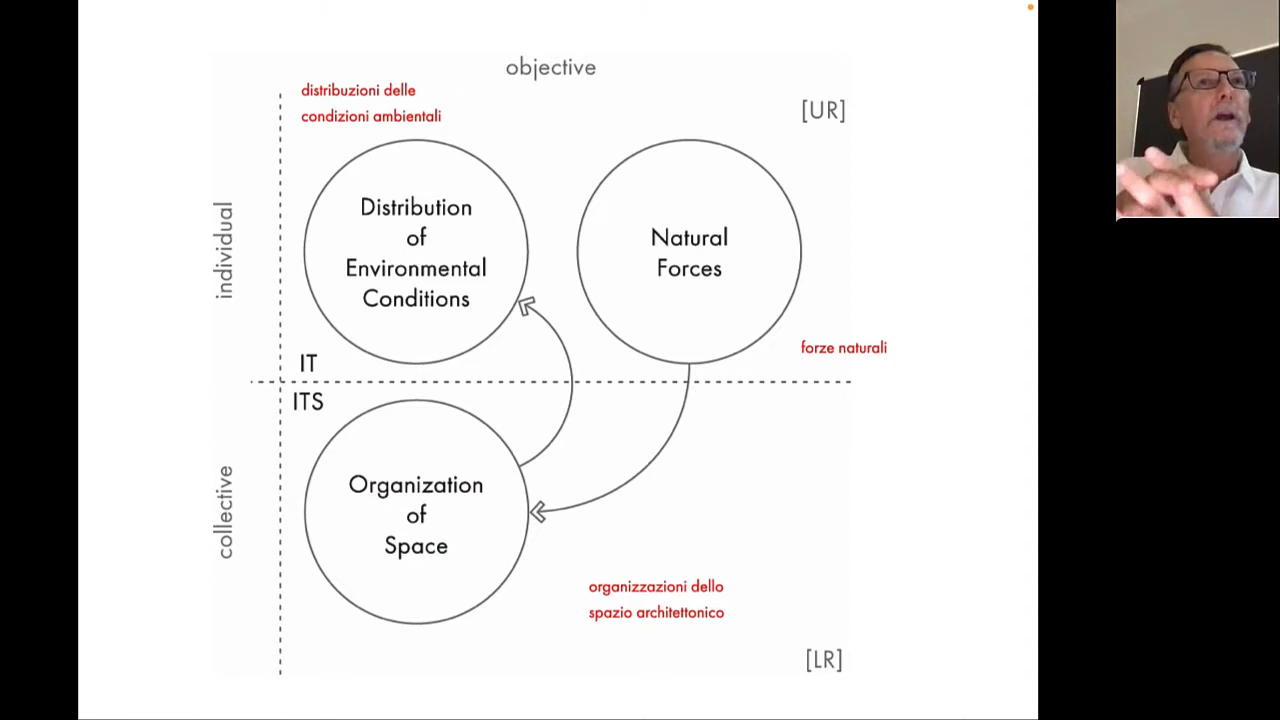 objective
distribuzioni delle
condizioni ambientali
[UR]
individual
Distribution
of
Environmental
Conditions
Natural
Forces
forze naturali
IT
ITS
collective
Organization
of
Space
organizzazioni dello
spazio architettonico
[LR]